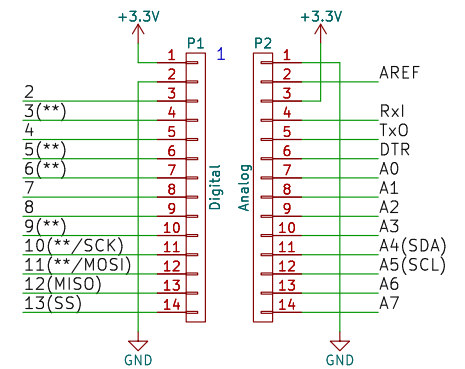 +3.3V +3.3V
P1 1 P2
1 1
2 2 AREF
2 3 3
3(**) 4 4 RxI
4 5 5 TxO
5(**) 6 6 DTR
6(**) 7 7 A0
7 8 8 A1
8 9 9 A2
9(**) 10 10 A3
10(**/SCK) 11 11 A4(SDA)
11(**/MOSI) 12 12 A5(SCL)
12(MISO) 13 13 A6
13(SS) 14 14 A7
Digital
Analog
GND GND